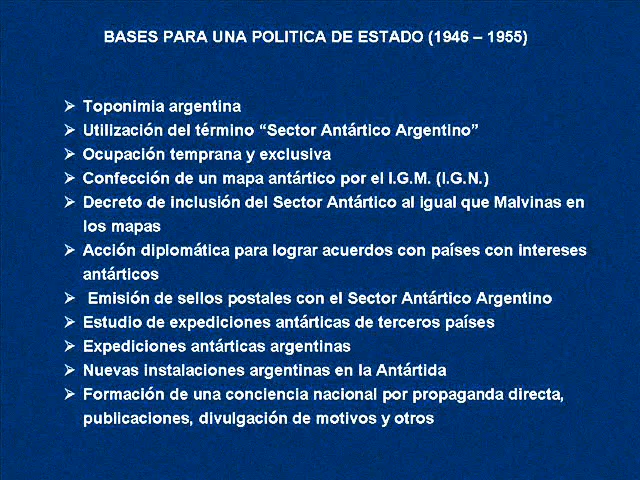 BASES PARA UNA POLITICA DE ESTADO (1946 – 1955)
➢ Toponimia argentina
➢ Utilización del término “Sector Antártico Argentino”
➢ Ocupación temprana y exclusiva
➢ Confección de un mapa antártico por el I.G.M. (I.G.N.)
➢ Decreto de inclusión del Sector Antártico al igual que Malvinas en
los mapas
➢ Acción diplomática para lograr acuerdos con países con intereses
antárticos
➢ Emisión de sellos postales con el Sector Antártico Argentino
➢ Estudio de expediciones antárticas de terceros países
➢ Expediciones antárticas argentinas
➢ Nuevas instalaciones argentinas en la Antártida
➢ Formación de una conciencia nacional por propaganda directa,
publicaciones, divulgación de motivos y otros